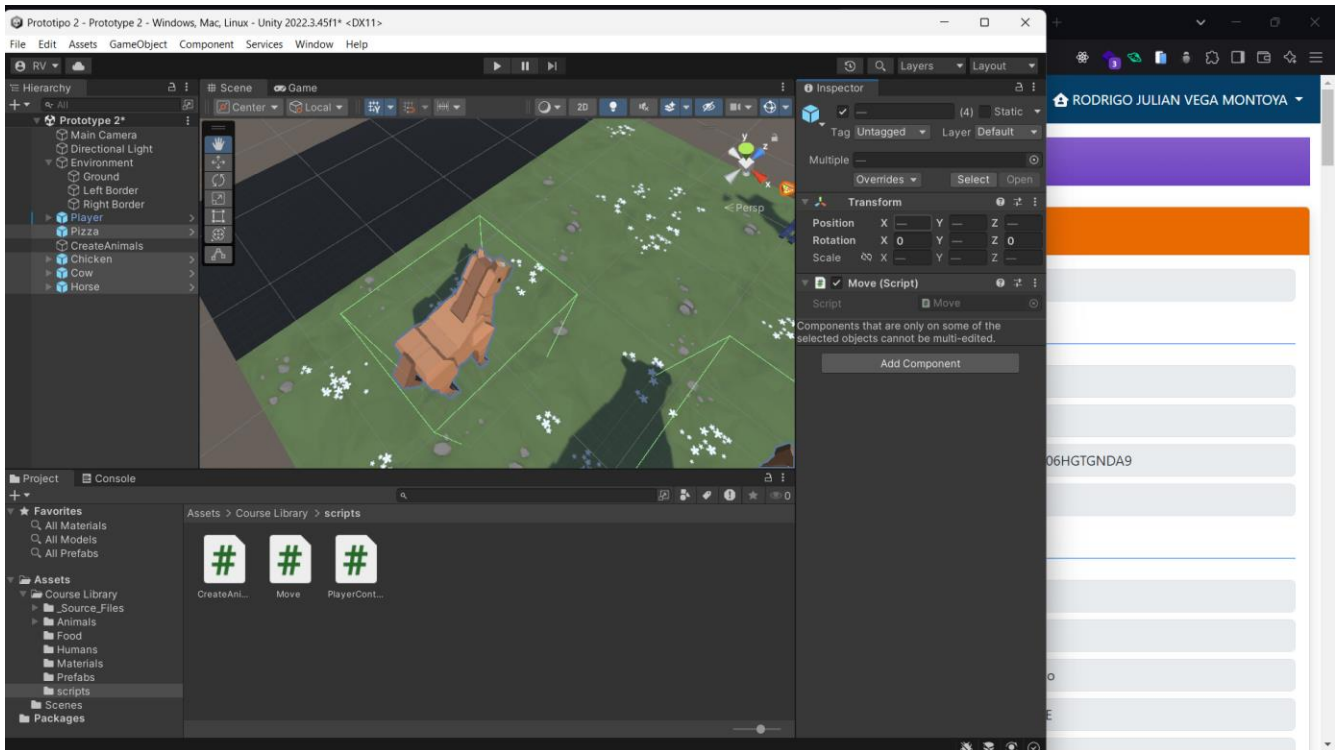 Prototipo 2 - Prototype 2 - Windows, Mac, Linux - Unity 2022.3.45f1* <DX11>
File Edit Assets GameObject Component Services Window Help
RV
Layers
Layout
Hierarchy
All
Prototype 2*
Main Camera
Directional Light
Environment
Ground
Left Border
Right Border
Player
Pizza
CreateAnimals
Chicken
Cow
Horse
Scene Game
Center Local
2D
y
z
x
Persp
Inspector
— (4) Static
Tag Untagged Layer Default
Multiple —
Overrides Select Open
Transform
Position X — Y — Z —
Rotation X 0 Y — Z 0
Scale X — Y — Z —
Move (Script)
Script Move
Components that are only on some of the
selected objects cannot be multi-edited.
Add Component
Project Console
0
Favorites
All Materials
All Models
All Prefabs
Assets
Course Library
_Source_Files
Animals
Food
Humans
Materials
Prefabs
scripts
Scenes
Packages
Assets > Course Library > scripts
CreateAni... Move PlayerCont...
3
RODRIGO JULIAN VEGA MONTOYA
06HGTGNDA9
o
E